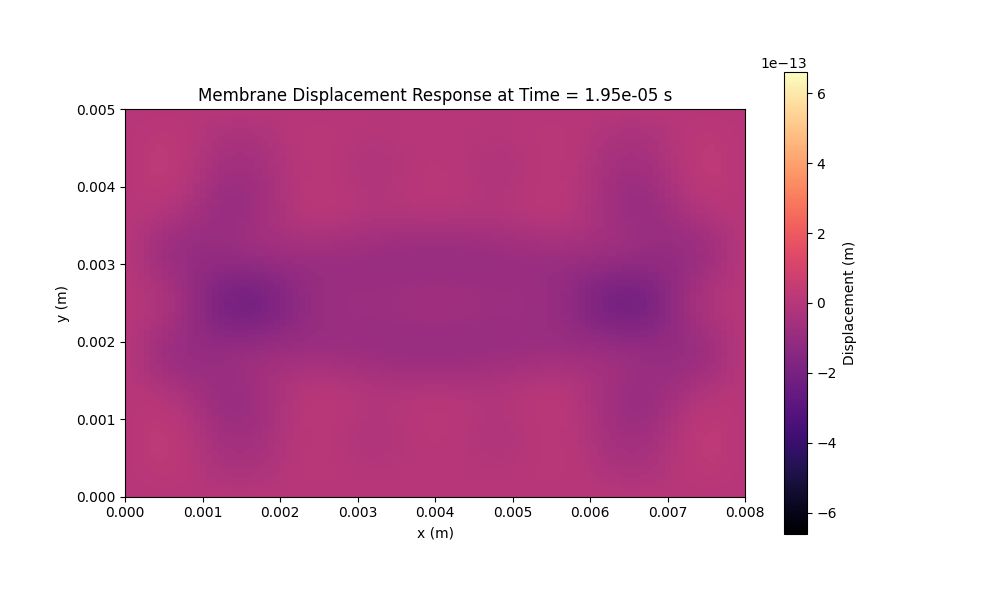 1e−13
Membrane Displacement Response at Time = 1.95e-05 s
0.005
0.004
0.003
0.002
0.001
0.000
y (m)
0.000 0.001 0.002 0.003 0.004 0.005 0.006 0.007 0.008
x (m)
6
4
2
0
−2
−4
−6
Displacement (m)